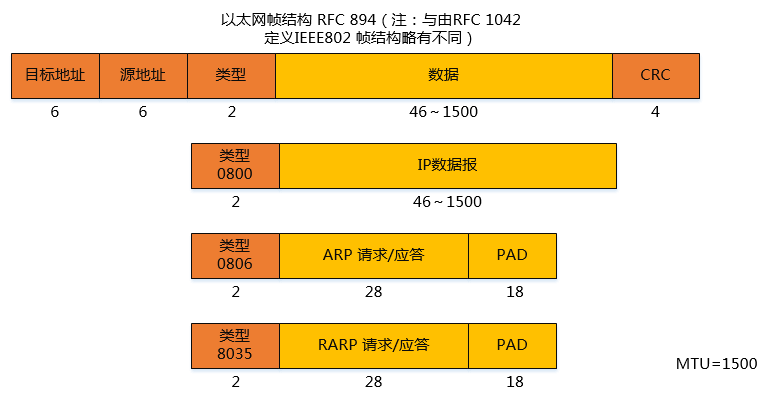 以太网帧结构 RFC 894（注：与由RFC 1042
定义IEEE802 帧结构略有不同）
目标地址 源地址 类型 数据 CRC
6 6 2 46～1500 4
类型
0800
IP数据报
2 46～1500
类型
0806
ARP 请求/应答 PAD
2 28 18
类型
8035
RARP 请求/应答 PAD
2 28 18
MTU=1500